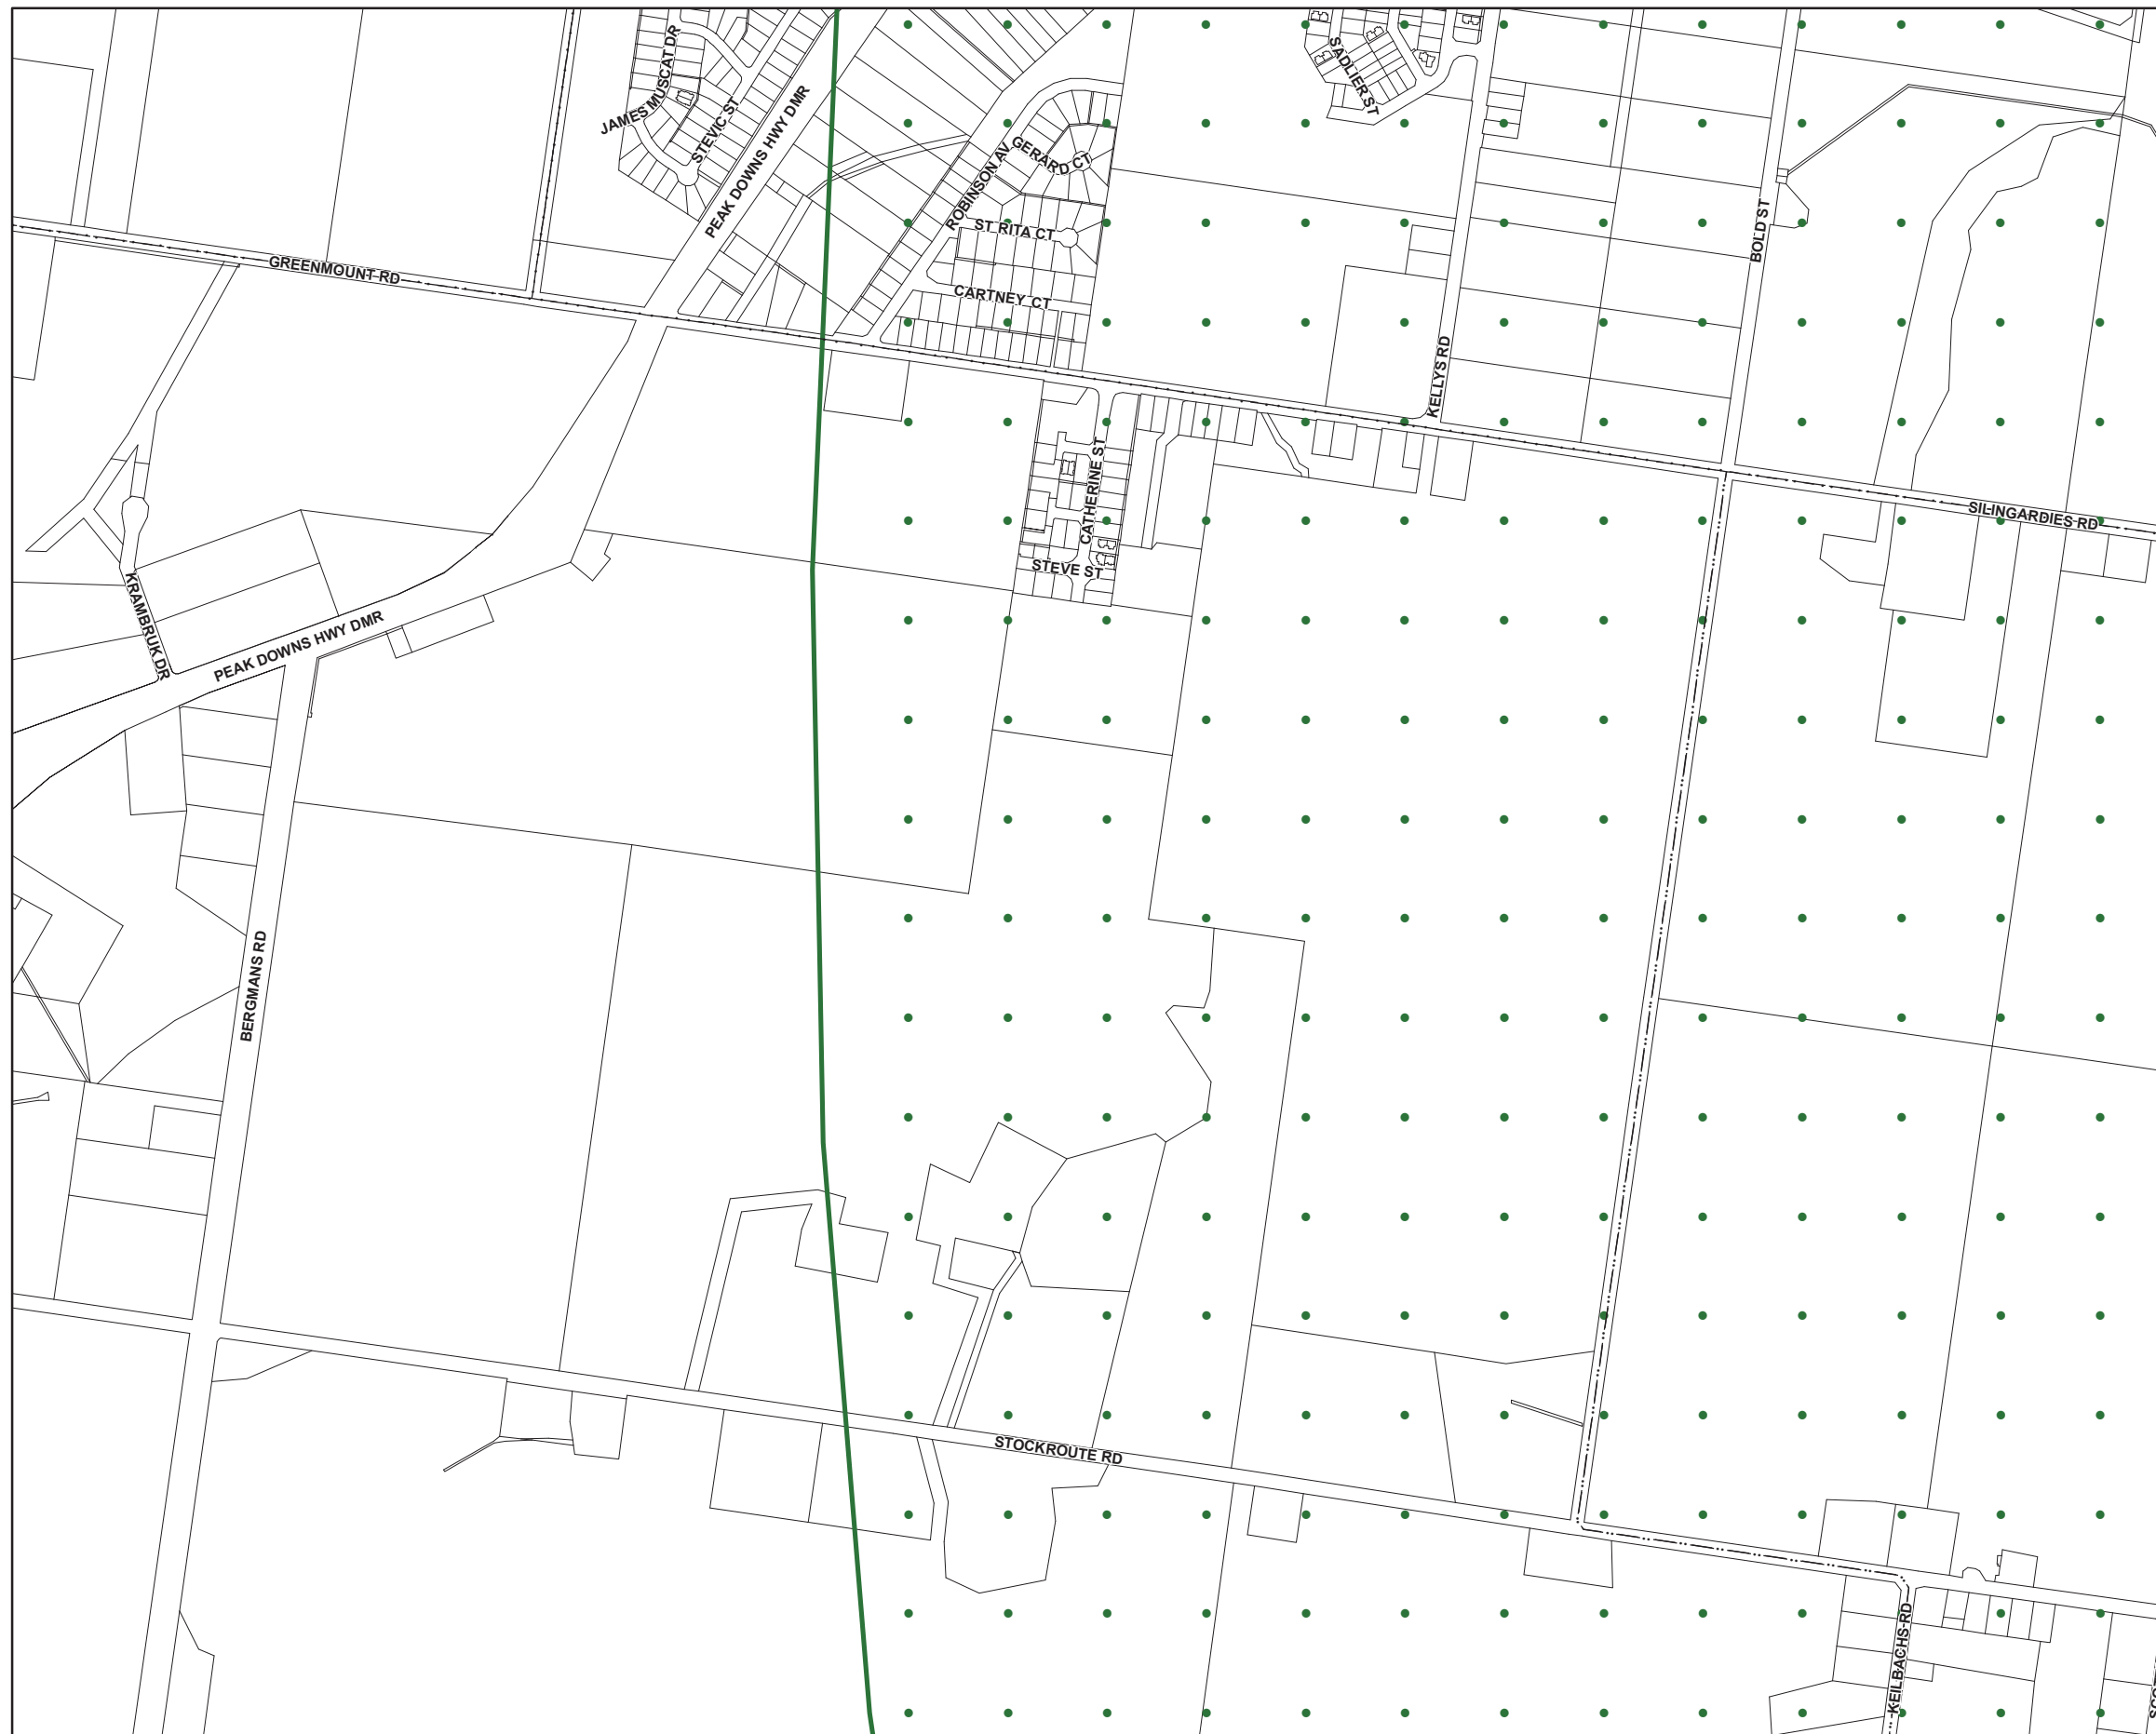 JAMES MUSCAT DR
STEVIC ST
PEAK DOWNS HWY DMR
SADLIER ST
GERARD CT
ROBINSON AV
ST RITA CT
BOLD ST
GREENMOUNT RD
CARTNEY CT
KELLYS RD
CATHERINE ST
SILINGARDIES RD
STEVE ST
KRAMBRUK DR
PEAK DOWNS HWY DMR
BERGMANS RD
STOCKROUTE RD
KEILBACHS RD